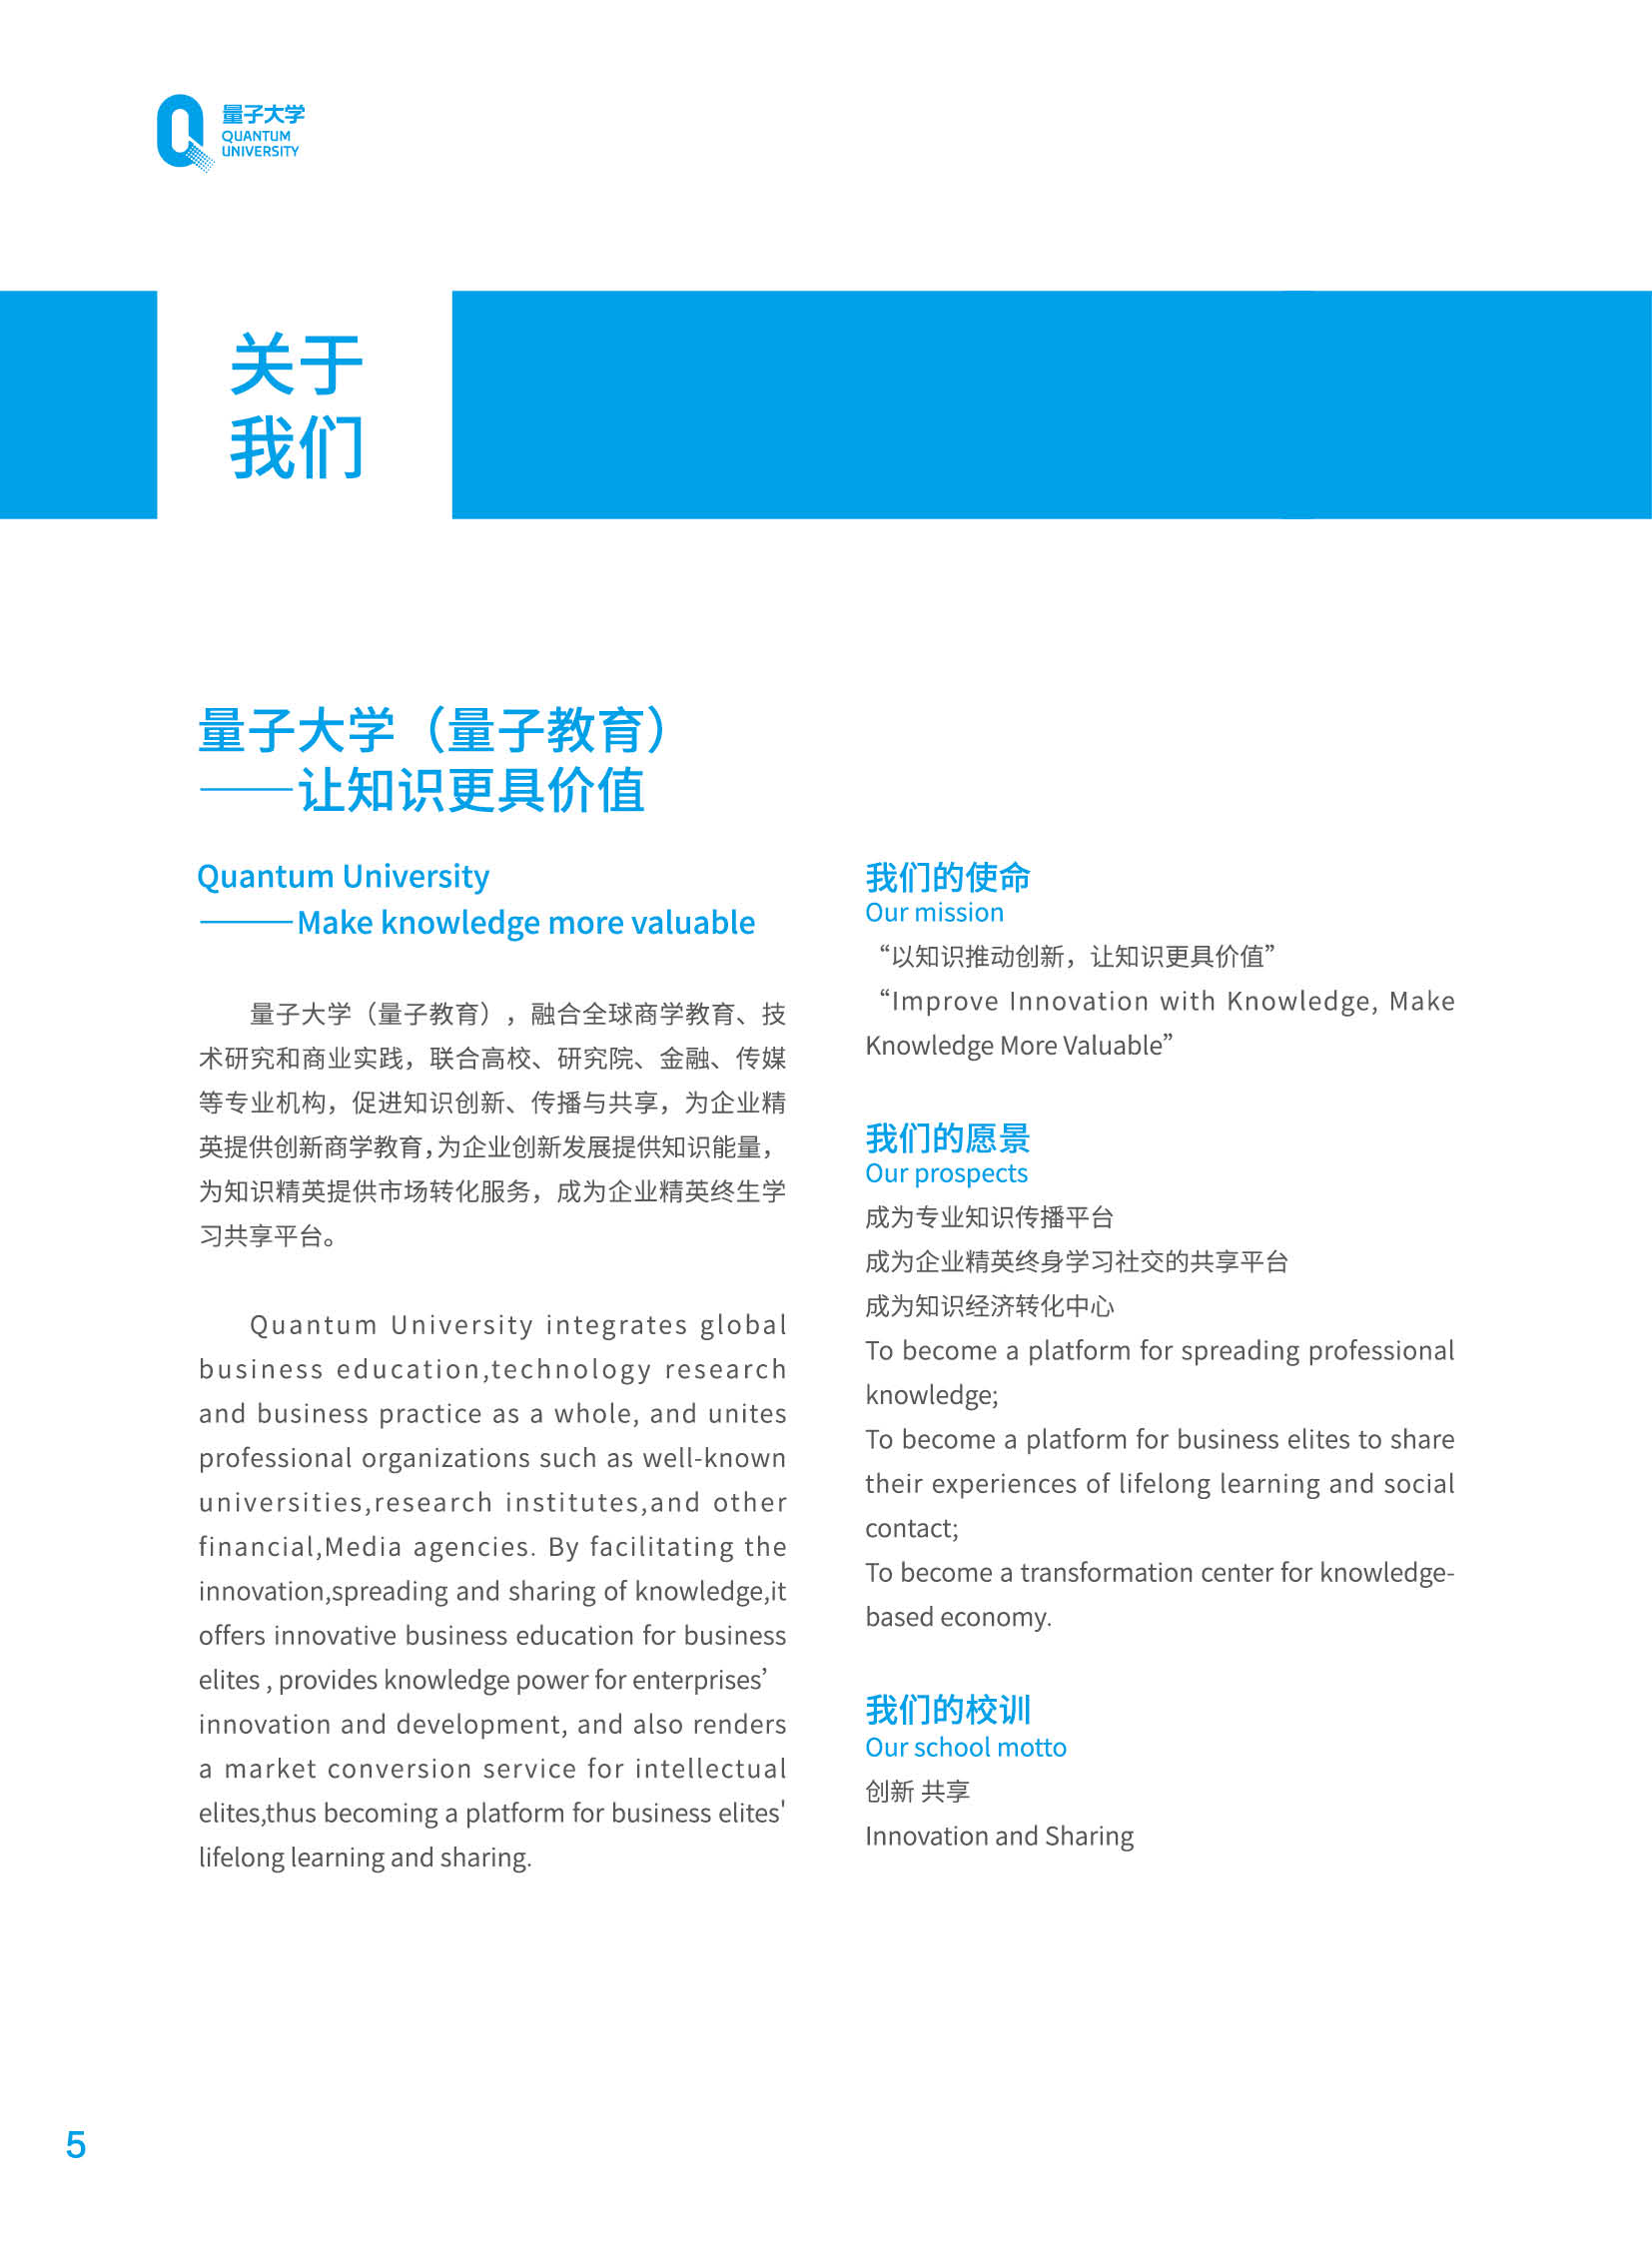 量子大学
QUANTUM
UNIVERSITY
关于
我们
量子大学（量子教育）
——让知识更具价值
Quantum University
———Make knowledge more valuable
量子大学（量子教育），融合全球商学教育、技
术研究和商业实践，联合高校、研究院、金融、传媒
等专业机构，促进知识创新、传播与共享，为企业精
英提供创新商学教育，为企业创新发展提供知识能量，
为知识精英提供市场转化服务，成为企业精英终生学
习共享平台。
Quantum University integrates global
business education,technology research
and business practice as a whole, and unites
professional organizations such as well-known
universities,research institutes,and other
financial,Media agencies. By facilitating the
innovation,spreading and sharing of knowledge,it
offers innovative business education for business
elites , provides knowledge power for enterprises’
innovation and development, and also renders
a market conversion service for intellectual
elites,thus becoming a platform for business elites'
lifelong learning and sharing.
我们的使命
Our mission
“以知识推动创新，让知识更具价值”
“Improve Innovation with Knowledge, Make
Knowledge More Valuable”
我们的愿景
Our prospects
成为专业知识传播平台
成为企业精英终身学习社交的共享平台
成为知识经济转化中心
To become a platform for spreading professional
knowledge;
To become a platform for business elites to share
their experiences of lifelong learning and social
contact;
To become a transformation center for knowledge-
based economy.
我们的校训
Our school motto
创新 共享
Innovation and Sharing
5